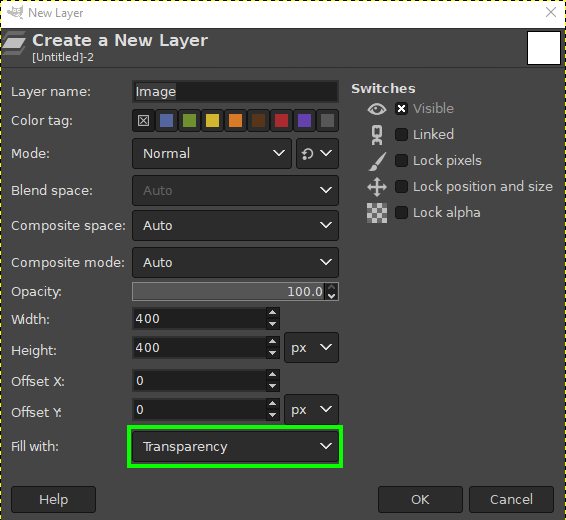 New Layer
Create a New Layer
[Untitled]-2
Layer name: Image
Color tag:
Mode: Normal
Blend space: Auto
Composite space: Auto
Composite mode: Auto
Opacity: 100.0
Width: 400
Height: 400 px
Offset X: 0
Offset Y: 0 px
Fill with: Transparency
Switches
Visible
Linked
Lock pixels
Lock position and size
Lock alpha
Help OK Cancel